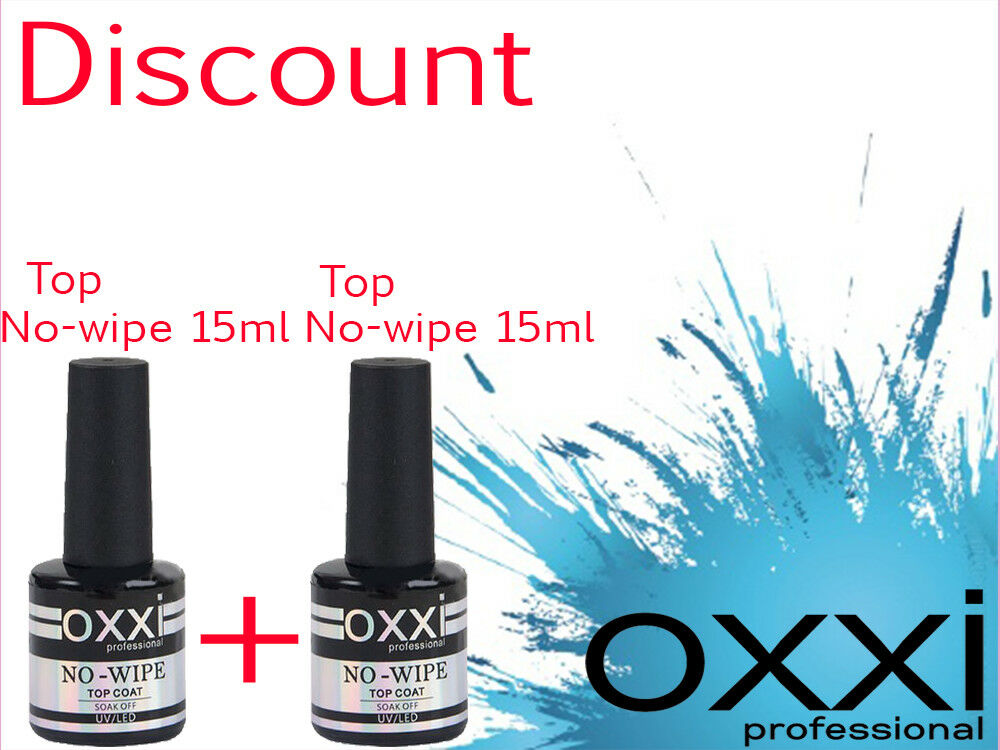 Discount
Top
No-wipe 15ml
Top
No-wipe 15ml
oxxi
professional
NO-WIPE
TOP COAT
SOAK OFF
UV/LED
+
oxxi
professional
NO-WIPE
TOP COAT
SOAK OFF
UV/LED
oxxi
professional